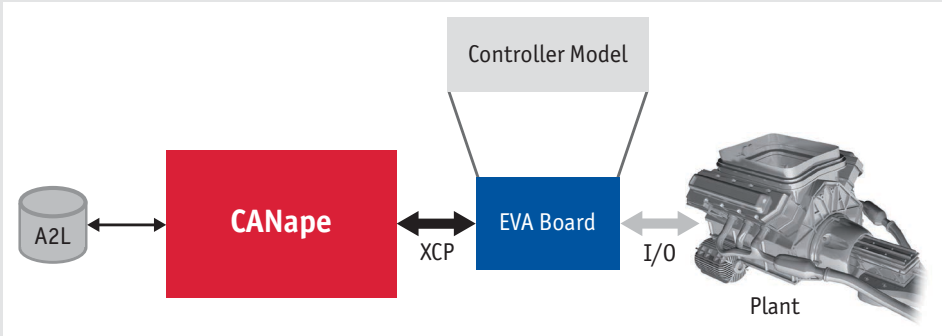 Controller Model
A2L
CANape
XCP
EVA Board
I/O
Plant